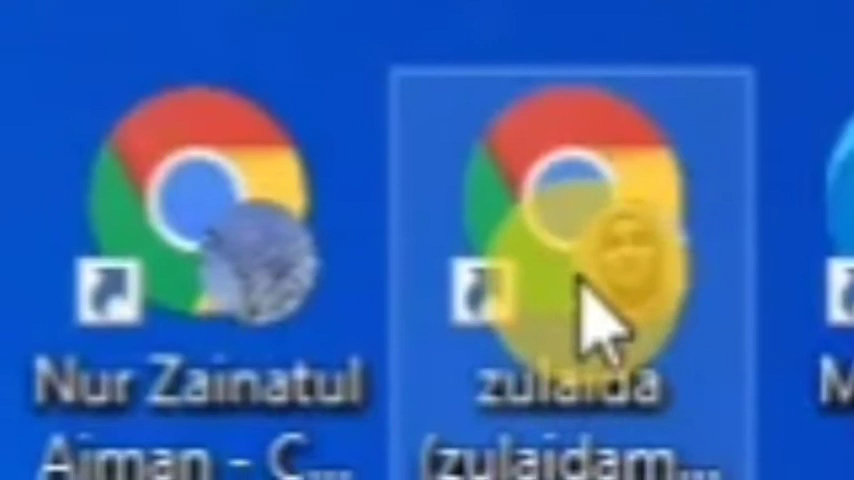 Nur Zainatul
Aiman - C...
zulaida
(zulaidam...
M